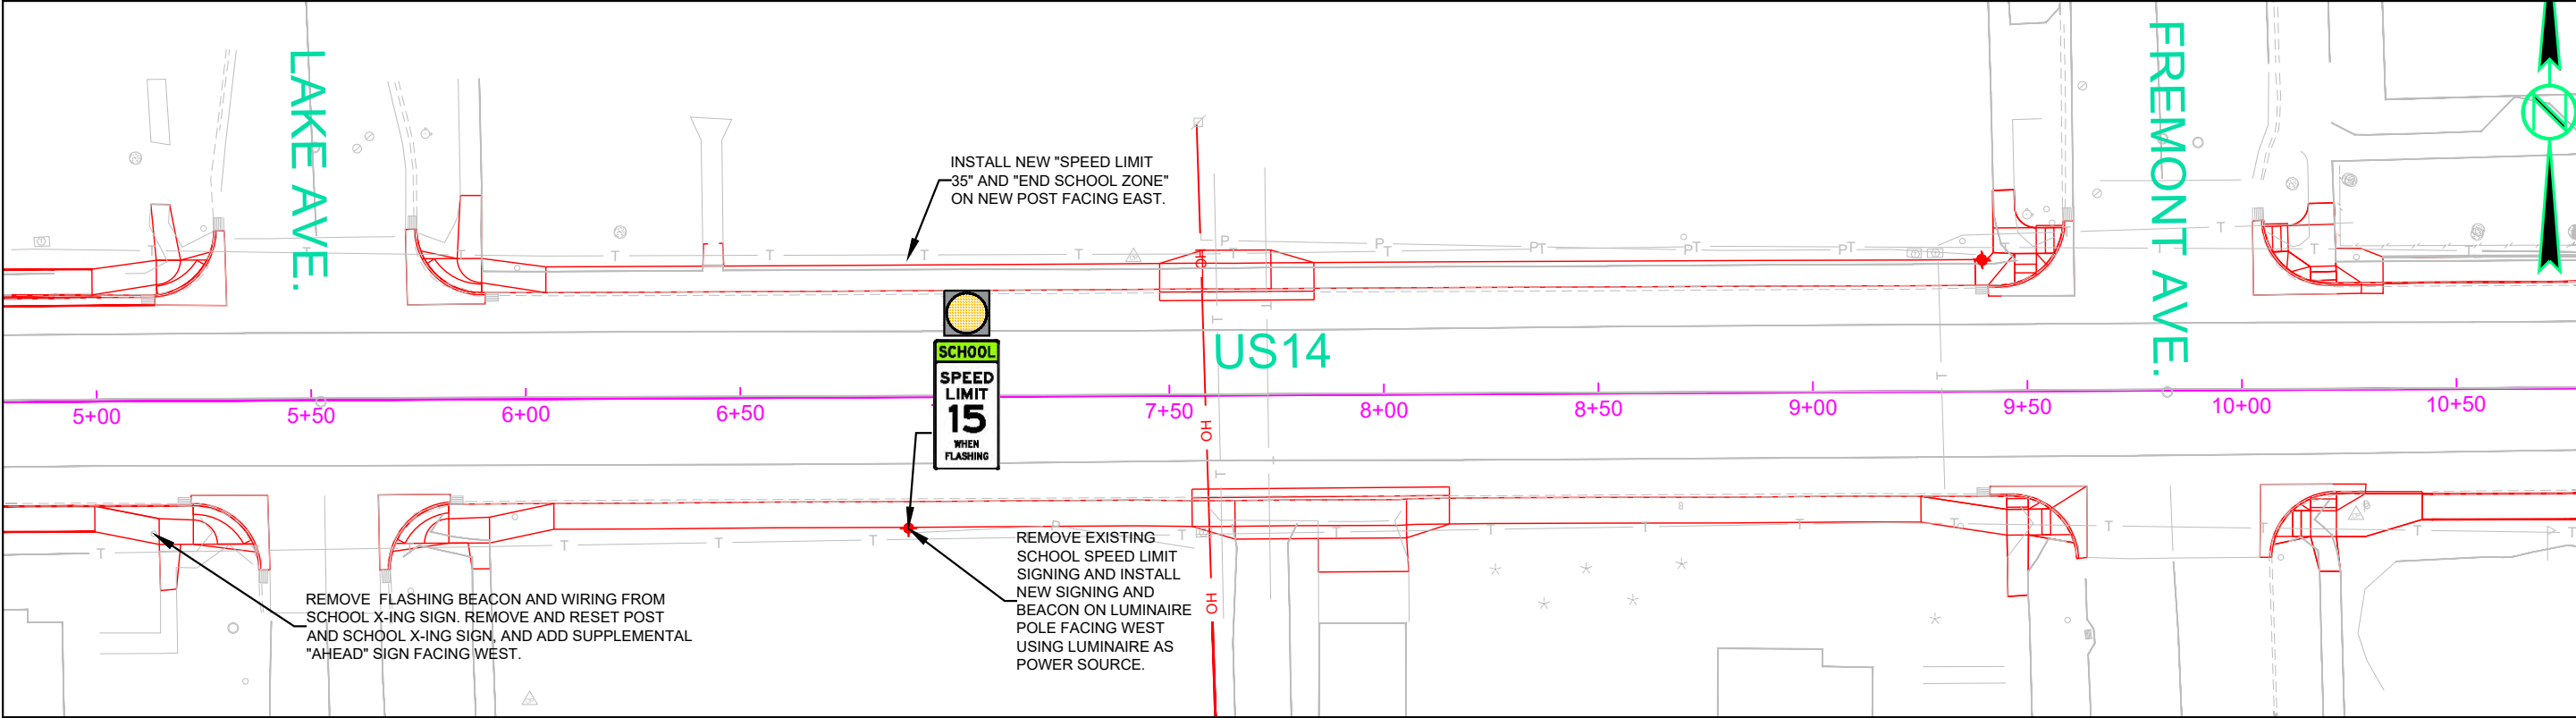 LAKE AVE.
FREMONT AVE.
N
INSTALL NEW "SPEED LIMIT
35" AND "END SCHOOL ZONE"
ON NEW POST FACING EAST.
T T T T T T T T T T
P P P P P
HO
SCHOOL
SPEED
LIMIT
15
WHEN
FLASHING
US14
5+00
5+50
6+00
6+50
7+50
8+00
8+50
9+00
9+50
10+00
10+50
HO
HO
REMOVE EXISTING
SCHOOL SPEED LIMIT
SIGNING AND INSTALL
NEW SIGNING AND
BEACON ON LUMINAIRE
POLE FACING WEST
USING LUMINAIRE AS
POWER SOURCE.
REMOVE FLASHING BEACON AND WIRING FROM
SCHOOL X-ING SIGN. REMOVE AND RESET POST
AND SCHOOL X-ING SIGN, AND ADD SUPPLEMENTAL
"AHEAD" SIGN FACING WEST.